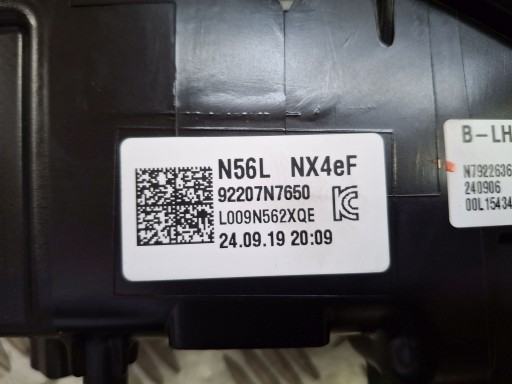 N56L NX4eF
92207N7650
L009N562XQE
24.09.19 20:09
B-LH
N7922636
240906
00L15434